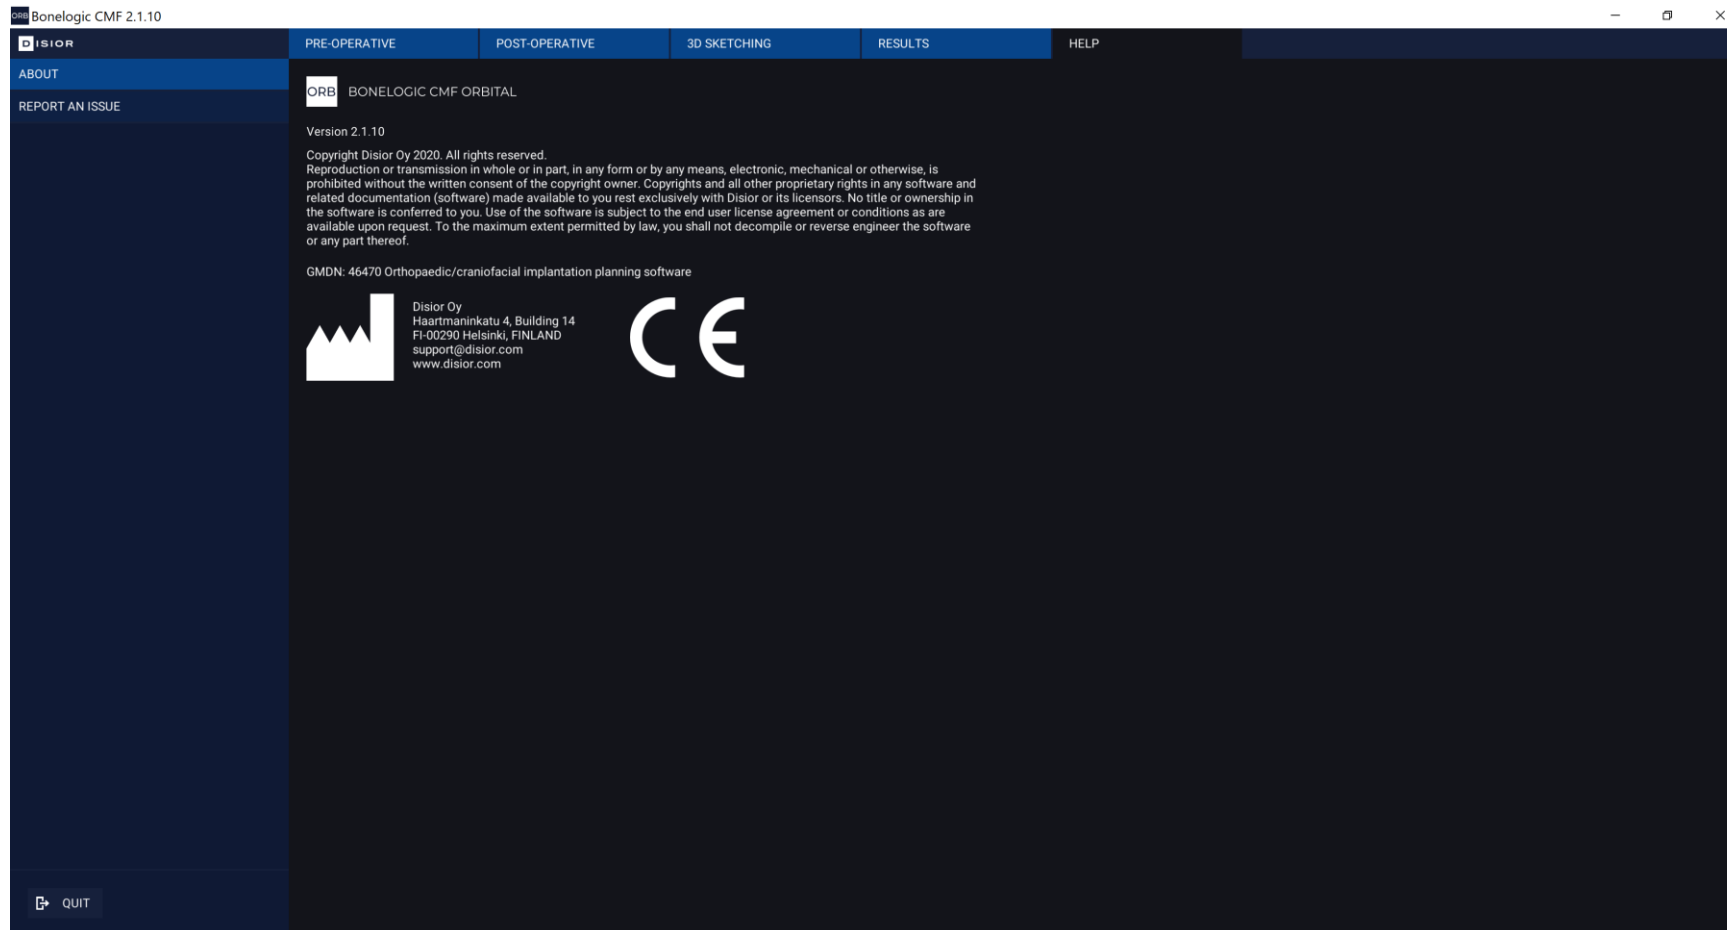 ORB Bonelogic CMF 2.1.10
DISIOR
PRE-OPERATIVE
POST-OPERATIVE
3D SKETCHING
RESULTS
HELP
ABOUT
REPORT AN ISSUE
ORB BONELOGIC CMF ORBITAL
Version 2.1.10
Copyright Disior Oy 2020. All rights reserved.
Reproduction or transmission in whole or in part, in any form or by any means, electronic, mechanical or otherwise, is
prohibited without the written consent of the copyright owner. Copyrights and all other proprietary rights in any software and
related documentation (software) made available to you rest exclusively with Disior or its licensors. No title or ownership in
the software is conferred to you. Use of the software is subject to the end user license agreement or conditions as are
available upon request. To the maximum extent permitted by law, you shall not decompile or reverse engineer the software
or any part thereof.
GMDN: 46470 Orthopaedic/craniofacial implantation planning software
Disior Oy
Haartmaninkatu 4, Building 14
FI-00290 Helsinki, FINLAND
support@disior.com
www.disior.com
CE
QUIT